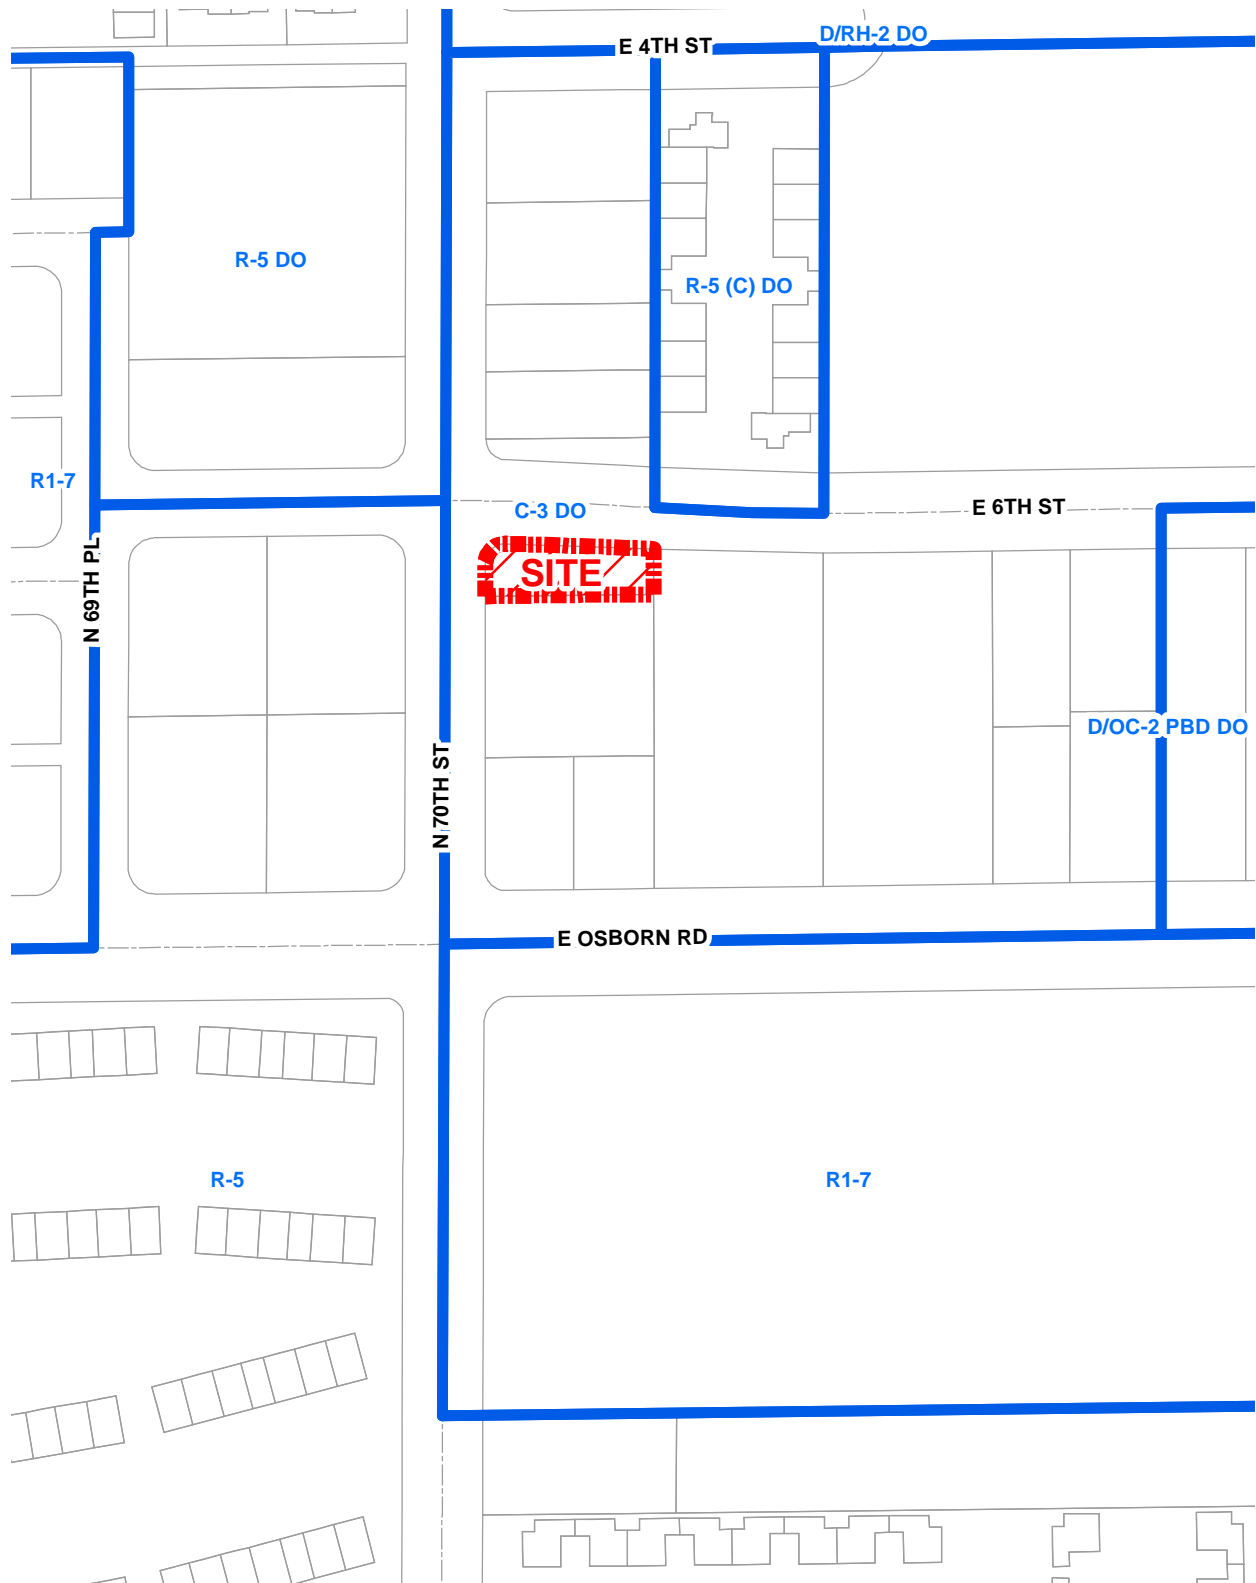 D/RH-2 DO
E 4TH ST
R-5 DO
R-5 (C) DO
R1-7
C-3 DO
E 6TH ST
SITE
N 69TH PL
D/OC-2 PBD DO
N 70TH ST
E OSBORN RD
R-5
R1-7